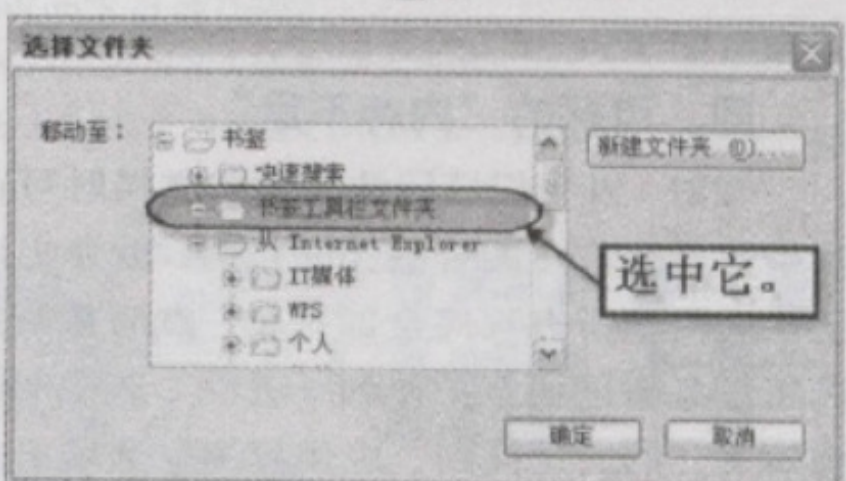 选择文件夹
移动至：
书签
新建文件夹 (O)...
快速搜索
书签工具栏文件夹
从 Internet Explorer
选中它。
IT媒体
WPS
个人
确定
取消